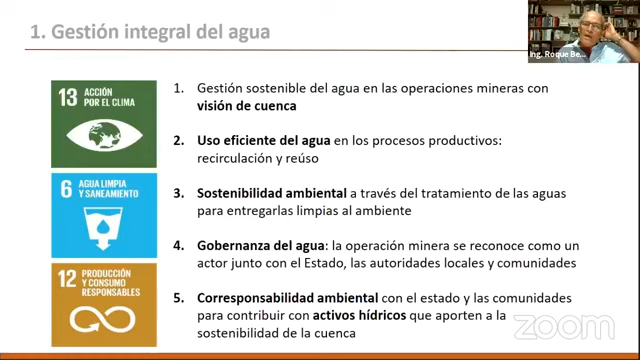 1. Gestión integral del agua
Ing. Roque Be...
13 ACCIÓN
POR EL CLIMA
6 AGUA LIMPIA
Y SANEAMIENTO
12 PRODUCCIÓN
Y CONSUMO
RESPONSABLES
1. Gestión sostenible del agua en las operaciones mineras con
visión de cuenca
2. Uso eficiente del agua en los procesos productivos:
recirculación y reúso
3. Sostenibilidad ambiental a través del tratamiento de las aguas
para entregarlas limpias al ambiente
4. Gobernanza del agua: la operación minera se reconoce como un
actor junto con el Estado, las autoridades locales y comunidades
5. Corresponsabilidad ambiental con el estado y las comunidades
para contribuir con activos hídricos que aporten a la
sostenibilidad de la cuenca
zoom